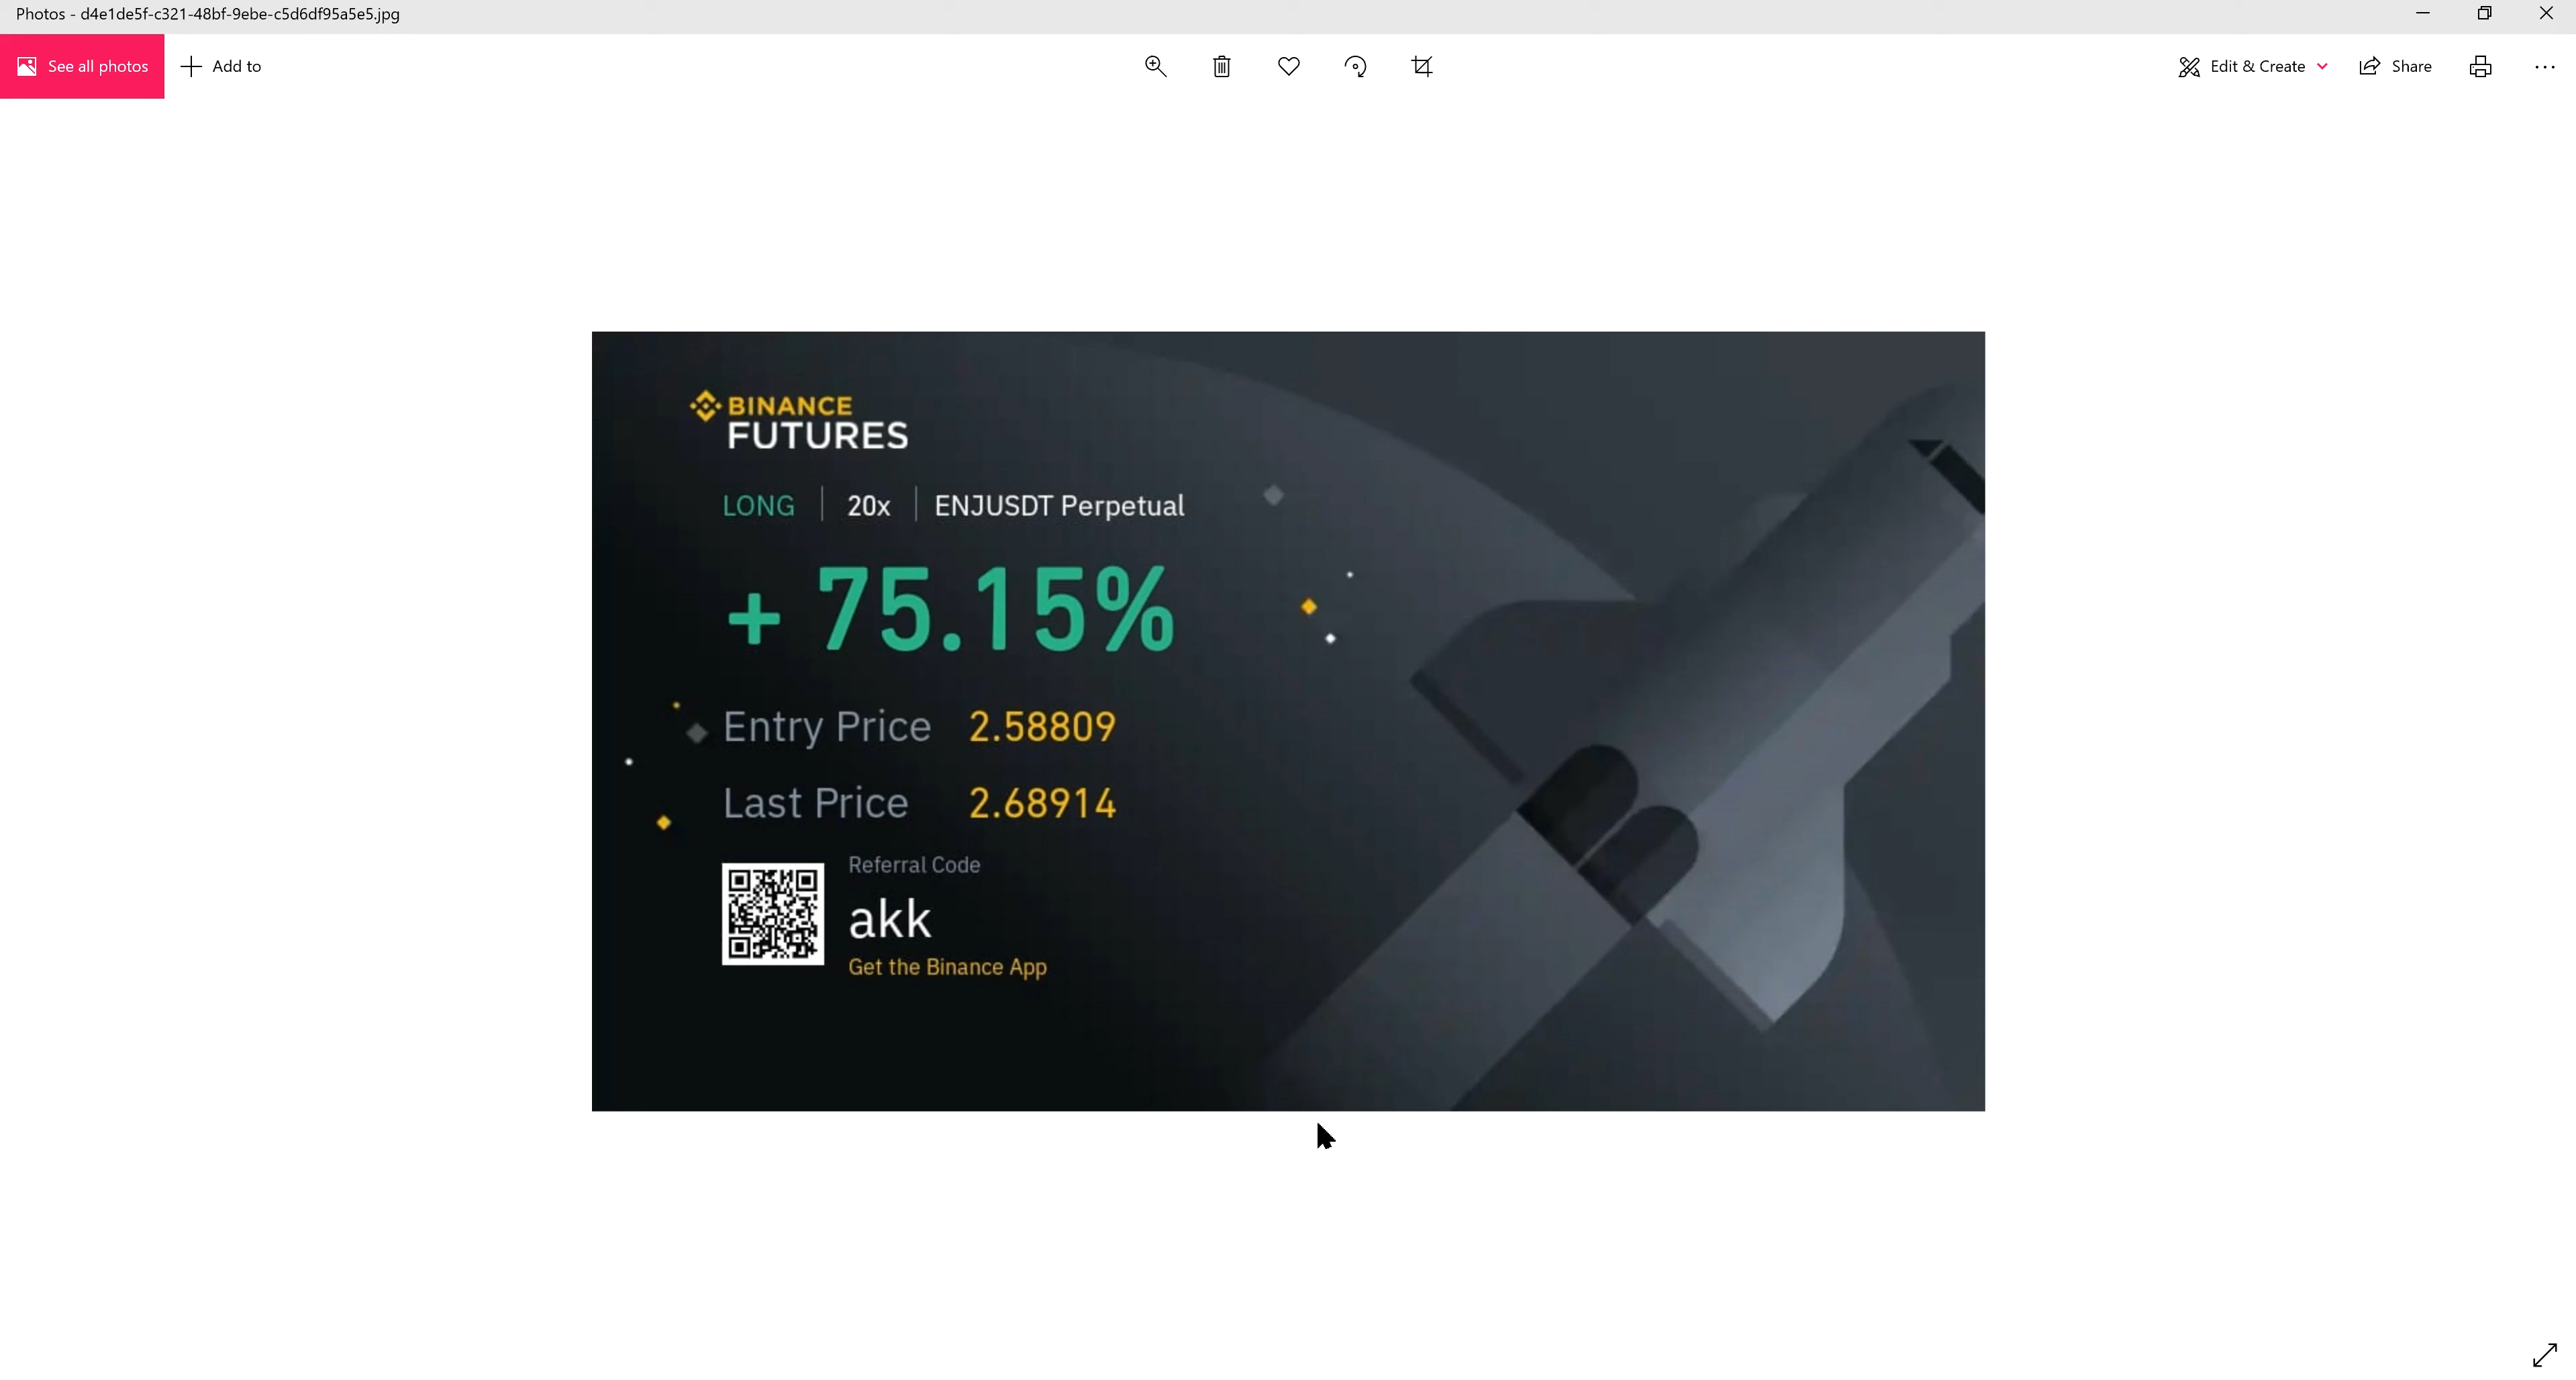 Photos - d4e1de5f-c321-48bf-9ebe-c5d6df95a5e5.jpg
See all photos Add to Edit & Create Share
BINANCE
FUTURES
LONG 20x ENJUSDT Perpetual
+ 75.15%
Entry Price 2.58809
Last Price 2.68914
Referral Code
akk
Get the Binance App